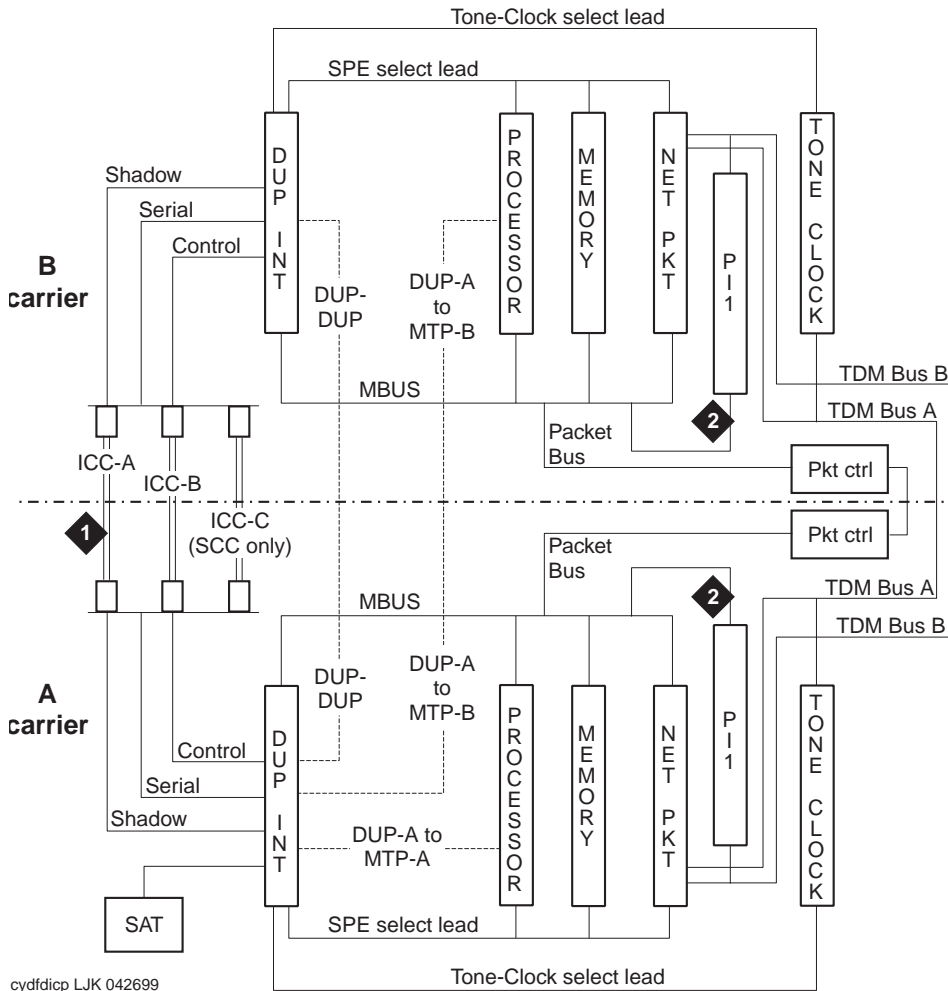 Tone-Clock select lead
SPE select lead
DUP INT
PROCESSOR
MEMORY
NET PKT
PI1
TONE CLOCK
Shadow
Serial
Control
B
carrier
DUP-
DUP
DUP-A
to
MTP-B
MBUS
TDM Bus B
TDM Bus A
2
Packet
Bus
Pkt ctrl
ICC-A
ICC-B
1
ICC-C
(SCC only)
Pkt ctrl
Packet
Bus
MBUS
2
TDM Bus A
TDM Bus B
DUP-
DUP
DUP-A
to
MTP-B
A
carrier
Control
Serial
Shadow
DUP INT
DUP-A to
MTP-A
PROCESSOR
MEMORY
NET PKT
PI1
TONE CLOCK
SAT
SPE select lead
Tone-Clock select lead
cydfdicp LJK 042699